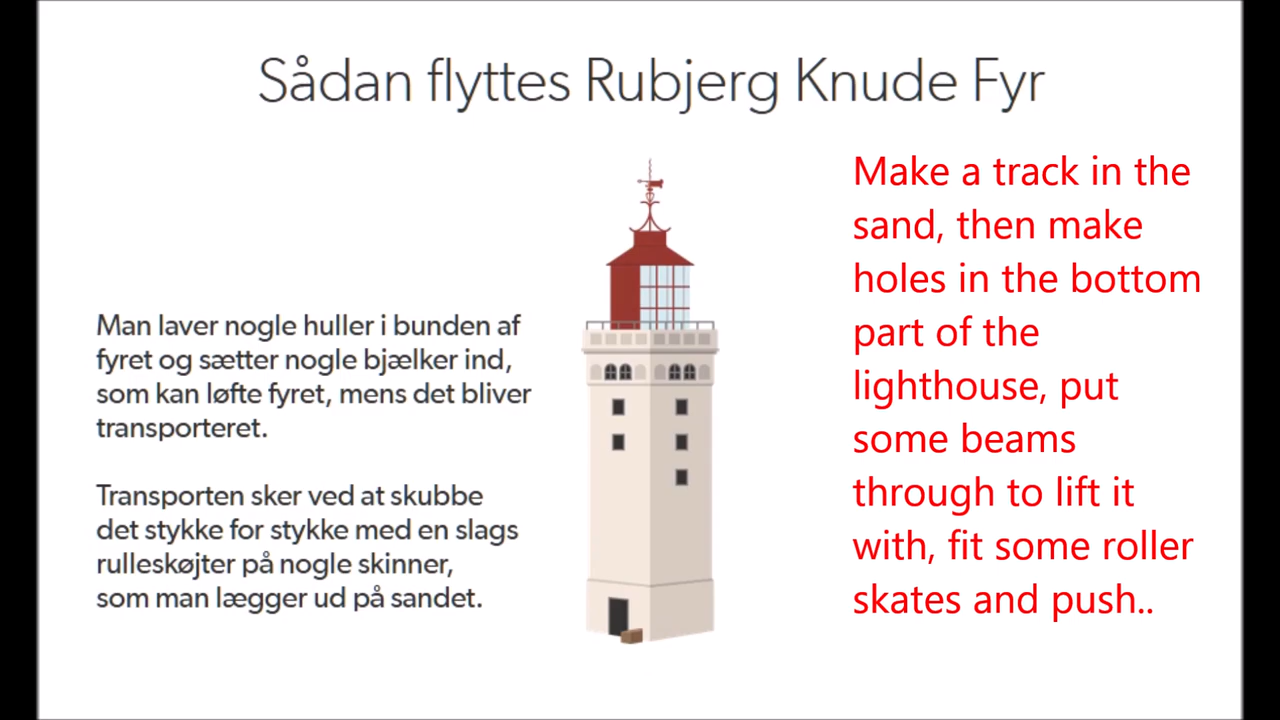 Sådan flyttes Rubjerg Knude Fyr
Man laver nogle huller i bunden af
fyret og sætter nogle bjælker ind,
som kan løfte fyret, mens det bliver
transporteret.
Transporten sker ved at skubbe
det stykke for stykke med en slags
rulleskøjter på nogle skinner,
som man lægger ud på sandet.
Make a track in the
sand, then make
holes in the bottom
part of the
lighthouse, put
some beams
through to lift it
with, fit some roller
skates and push..